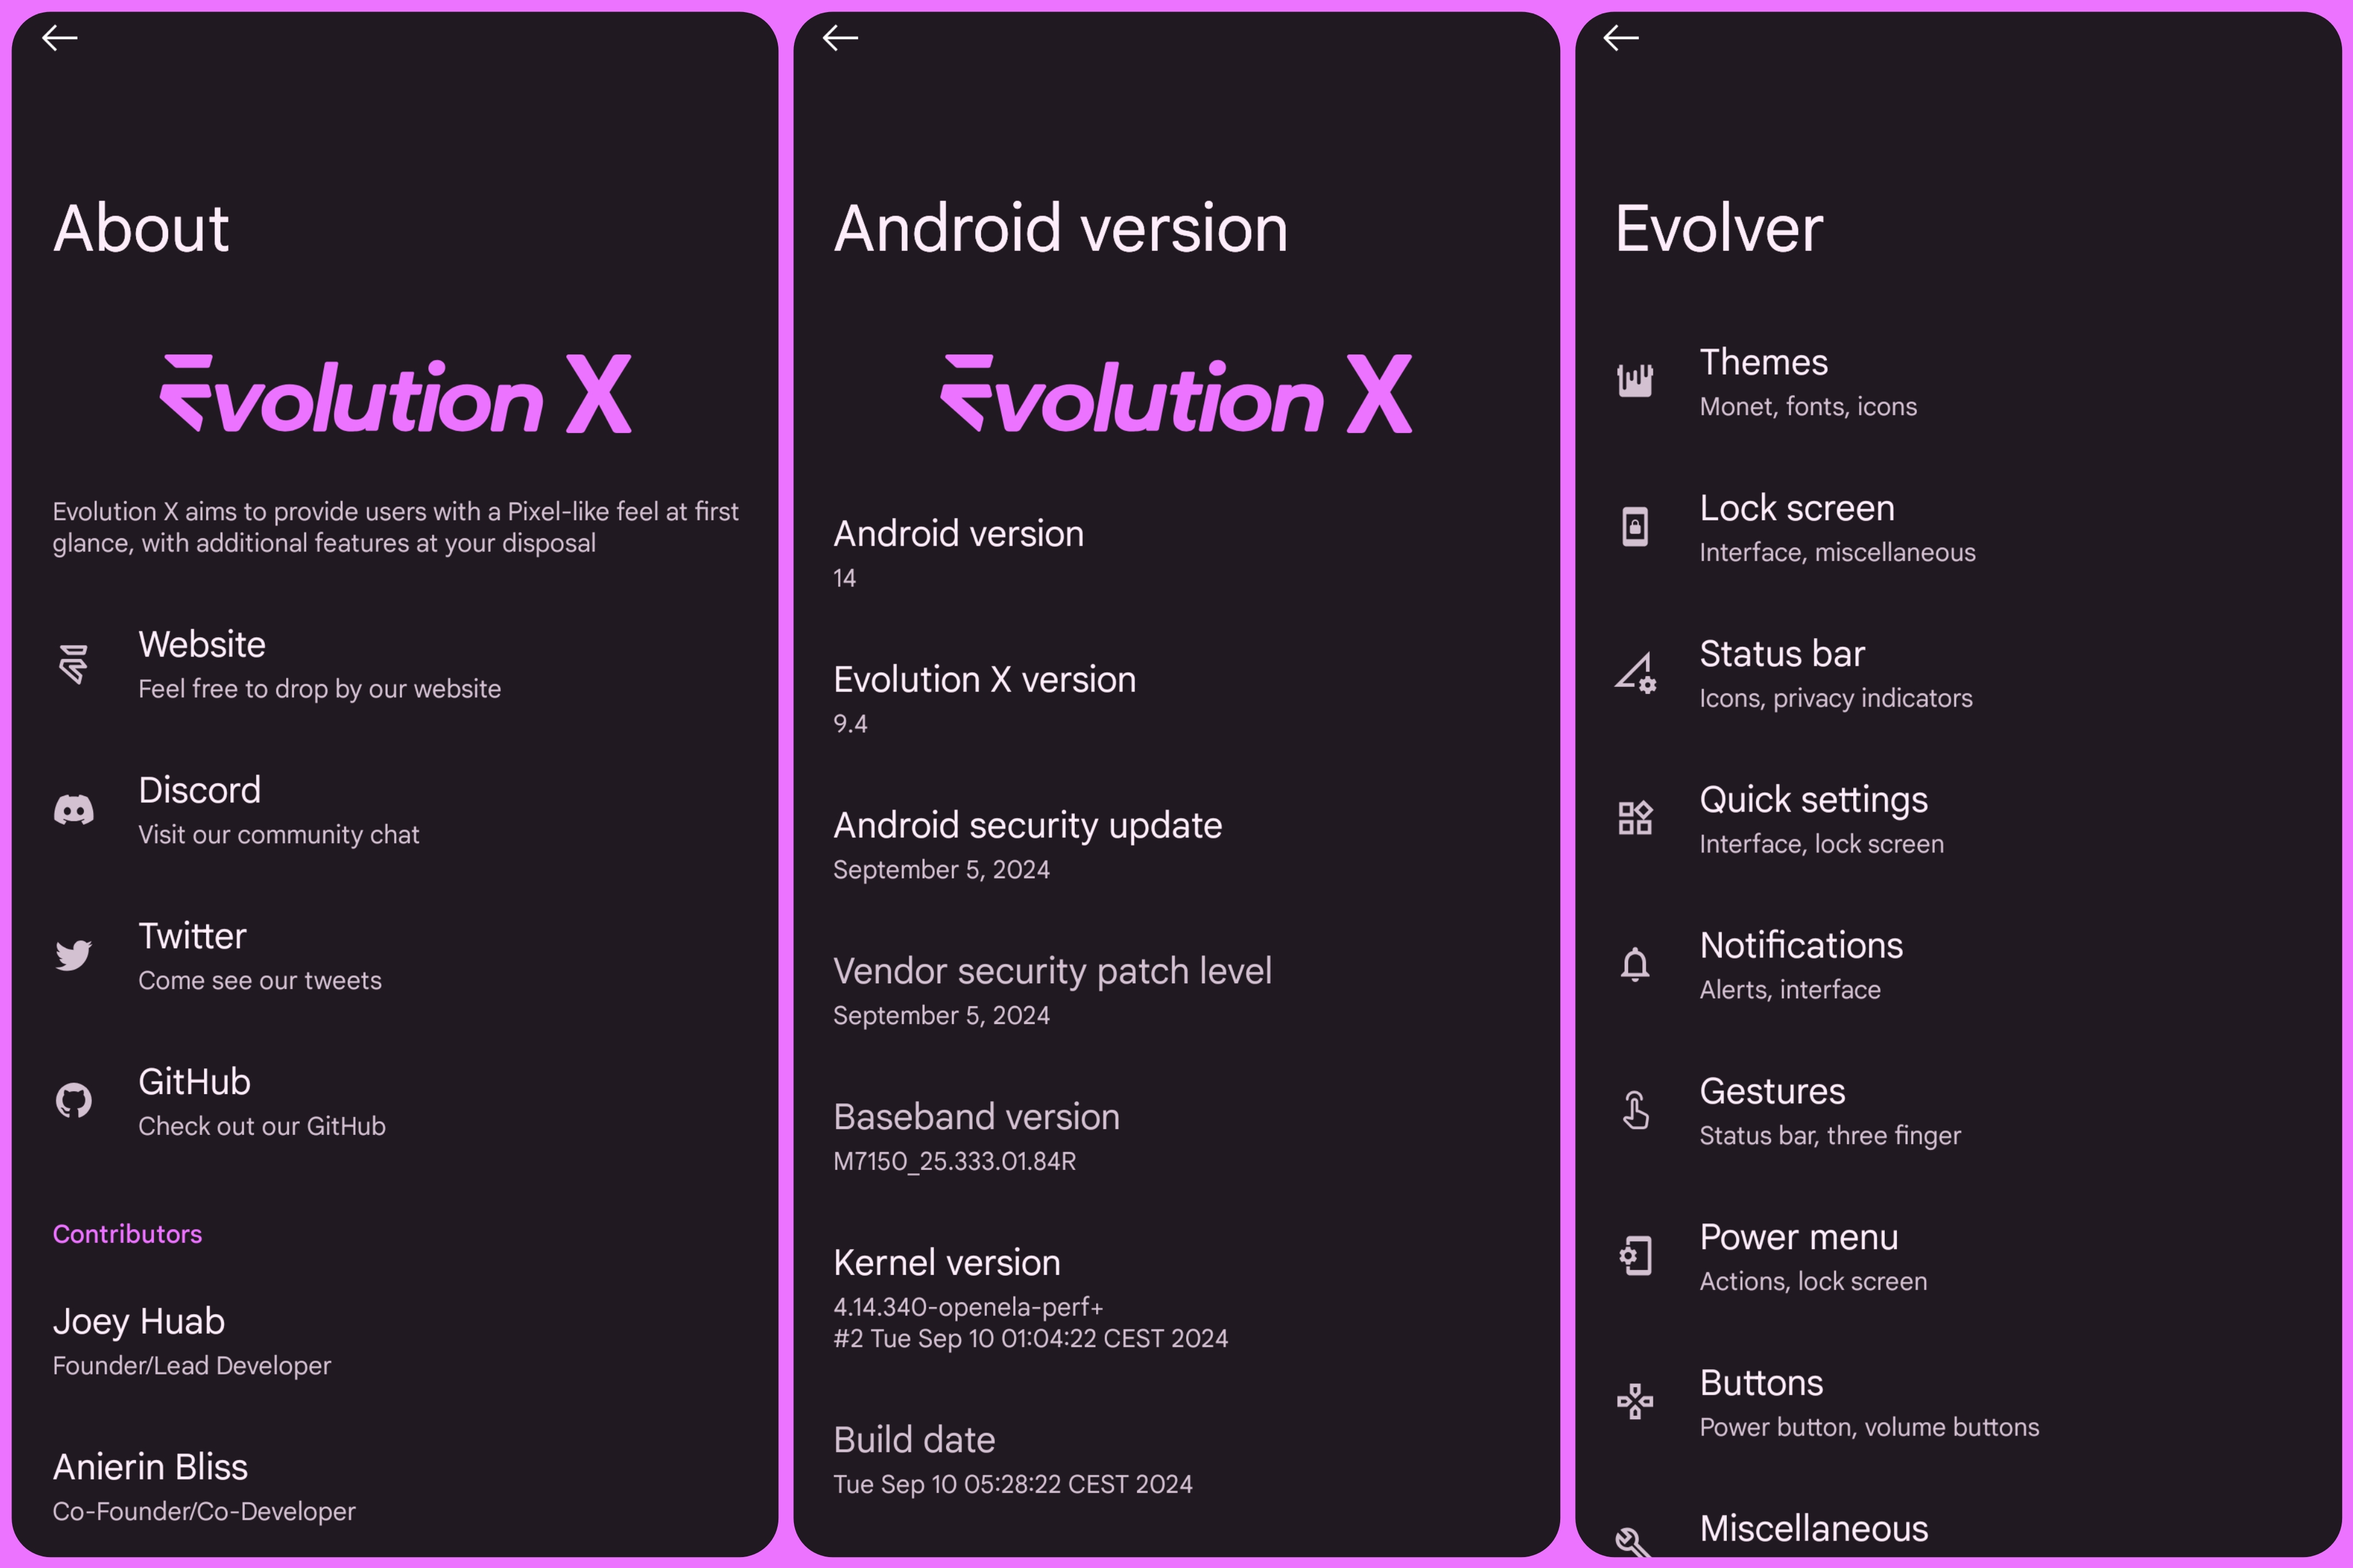 About
Evolution X
Evolution X aims to provide users with a Pixel-like feel at first
glance, with additional features at your disposal
Website
Feel free to drop by our website
Discord
Visit our community chat
Twitter
Come see our tweets
GitHub
Check out our GitHub
Contributors
Joey Huab
Founder/Lead Developer
Anierin Bliss
Co-Founder/Co-Developer
Android version
Evolution X
Android version
14
Evolution X version
9.4
Android security update
September 5, 2024
Vendor security patch level
September 5, 2024
Baseband version
M7150_25.333.01.84R
Kernel version
4.14.340-openela-perf+
#2 Tue Sep 10 01:04:22 CEST 2024
Build date
Tue Sep 10 05:28:22 CEST 2024
Evolver
Themes
Monet, fonts, icons
Lock screen
Interface, miscellaneous
Status bar
Icons, privacy indicators
Quick settings
Interface, lock screen
Notifications
Alerts, interface
Gestures
Status bar, three finger
Power menu
Actions, lock screen
Buttons
Power button, volume buttons
Miscellaneous